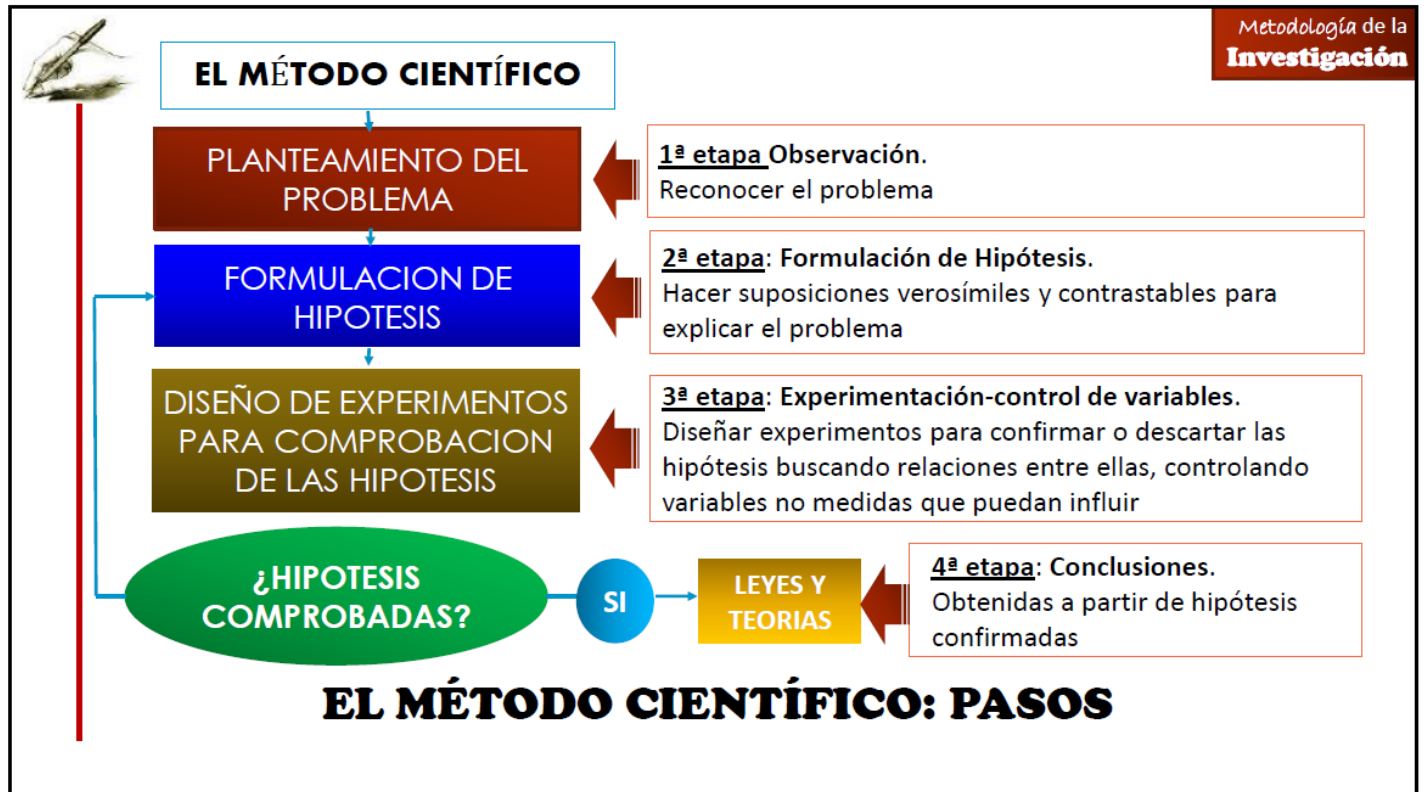 Metodología de la
Investigación
EL MÉTODO CIENTÍFICO
PLANTEAMIENTO DEL
PROBLEMA
1ª etapa Observación.
Reconocer el problema
FORMULACION DE
HIPOTESIS
2ª etapa: Formulación de Hipótesis.
Hacer suposiciones verosímiles y contrastables para
explicar el problema
DISEÑO DE EXPERIMENTOS
PARA COMPROBACION
DE LAS HIPOTESIS
3ª etapa: Experimentación-control de variables.
Diseñar experimentos para confirmar o descartar las
hipótesis buscando relaciones entre ellas, controlando
variables no medidas que puedan influir
¿HIPOTESIS
COMPROBADAS?
SI
LEYES Y
TEORIAS
4ª etapa: Conclusiones.
Obtenidas a partir de hipótesis
confirmadas
EL MÉTODO CIENTÍFICO: PASOS